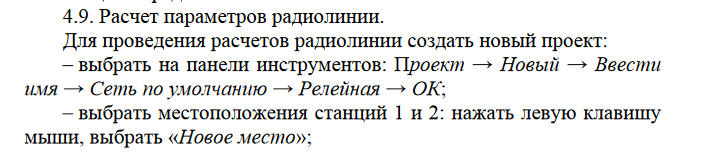 4.9. Расчет параметров радиолинии.
Для проведения расчетов радиолинии создать новый проект:
– выбрать на панели инструментов: Проект → Новый → Ввести
имя → Сеть по умолчанию → Релейная → ОК;
– выбрать местоположения станций 1 и 2: нажать левую клавишу
мыши, выбрать «Новое место»;